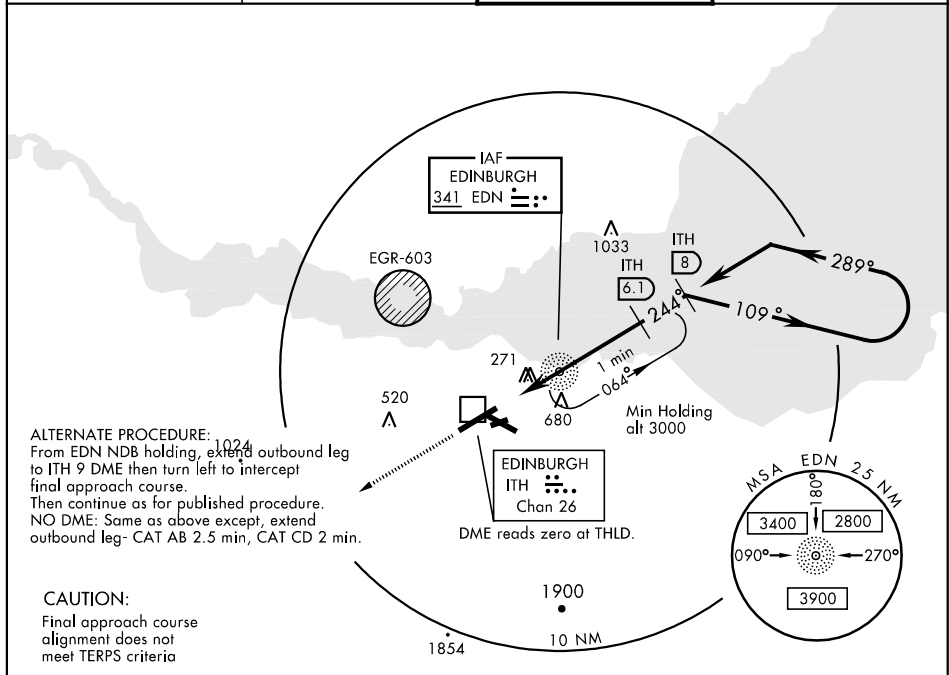 IAF
EDINBURGH
341 EDN
1033
ITH
8
ITH
6.1
EGR-603
289°
244°
109°
1 min
064°
271
520
680
Min Holding
alt 3000
1024
ALTERNATE PROCEDURE:
From EDN NDB holding, extend outbound leg
to ITH 9 DME then turn left to intercept
final approach course.
Then continue as for published procedure.
NO DME: Same as above except, extend
outbound leg- CAT AB 2.5 min, CAT CD 2 min.
EDINBURGH
ITH
Chan 26
DME reads zero at THLD.
MSA EDN 25 NM
180°
3400
2800
090°
270°
3900
CAUTION:
Final approach course
alignment does not
meet TERPS criteria
1900
1854
10 NM